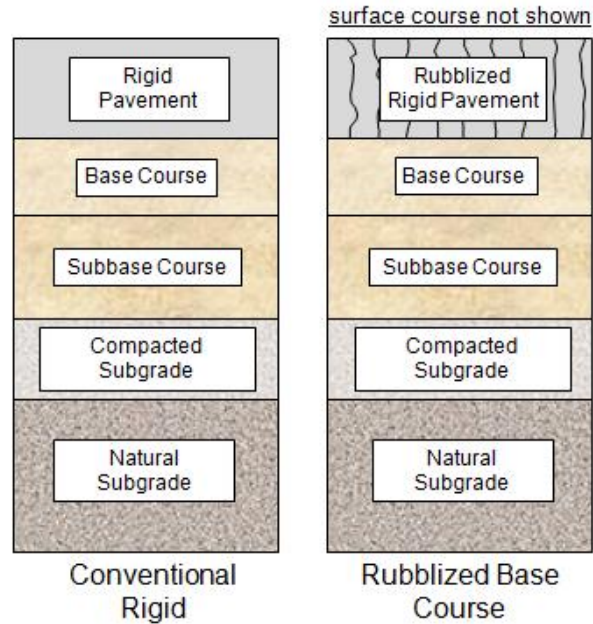 surface course not shown
Rigid
Pavement
Base Course
Subbase Course
Compacted
Subgrade
Natural
Subgrade
Conventional
Rigid
Rubblized
Rigid Pavement
Base Course
Subbase Course
Compacted
Subgrade
Natural
Subgrade
Rubblized Base
Course